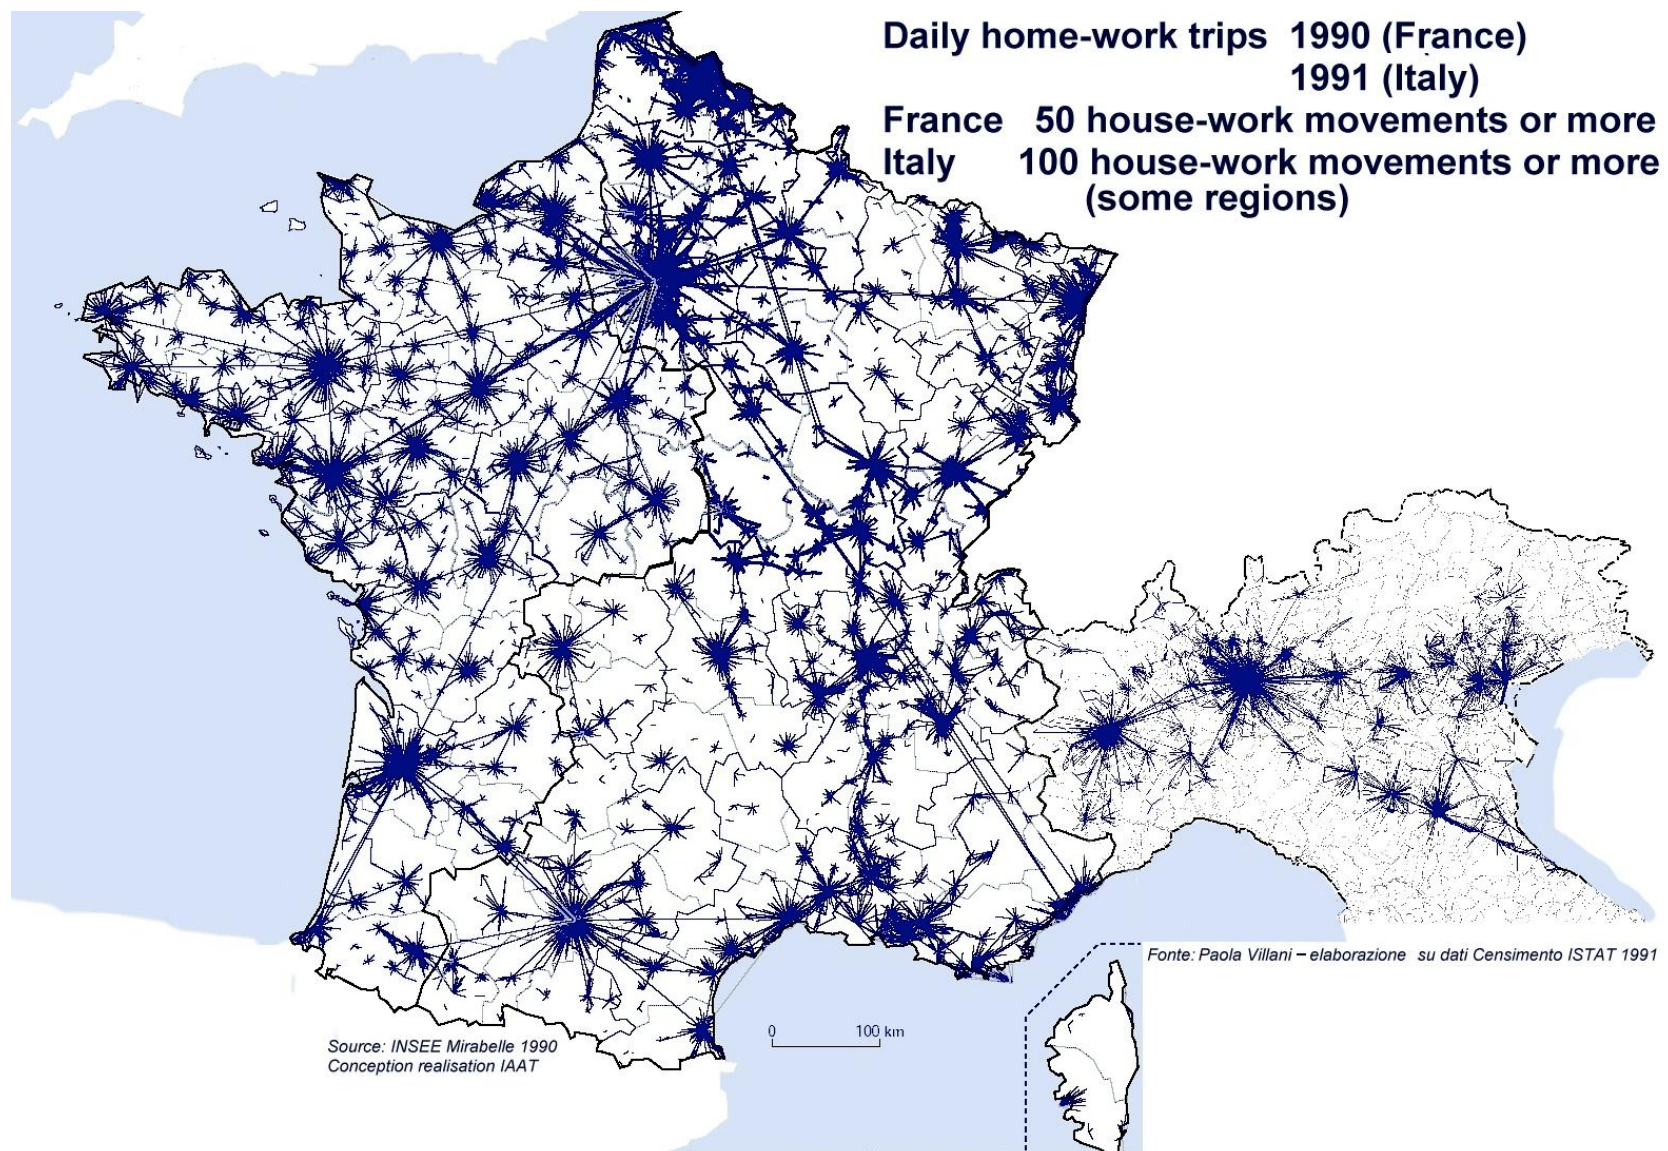 Daily home-work trips 1990 (France)
1991 (Italy)
France 50 house-work movements or more
Italy 100 house-work movements or more
(some regions)
Fonte: Paola Villani – elaborazione su dati Censimento ISTAT 1991
0 100 km
Source: INSEE Mirabelle 1990
Conception realisation IAAT